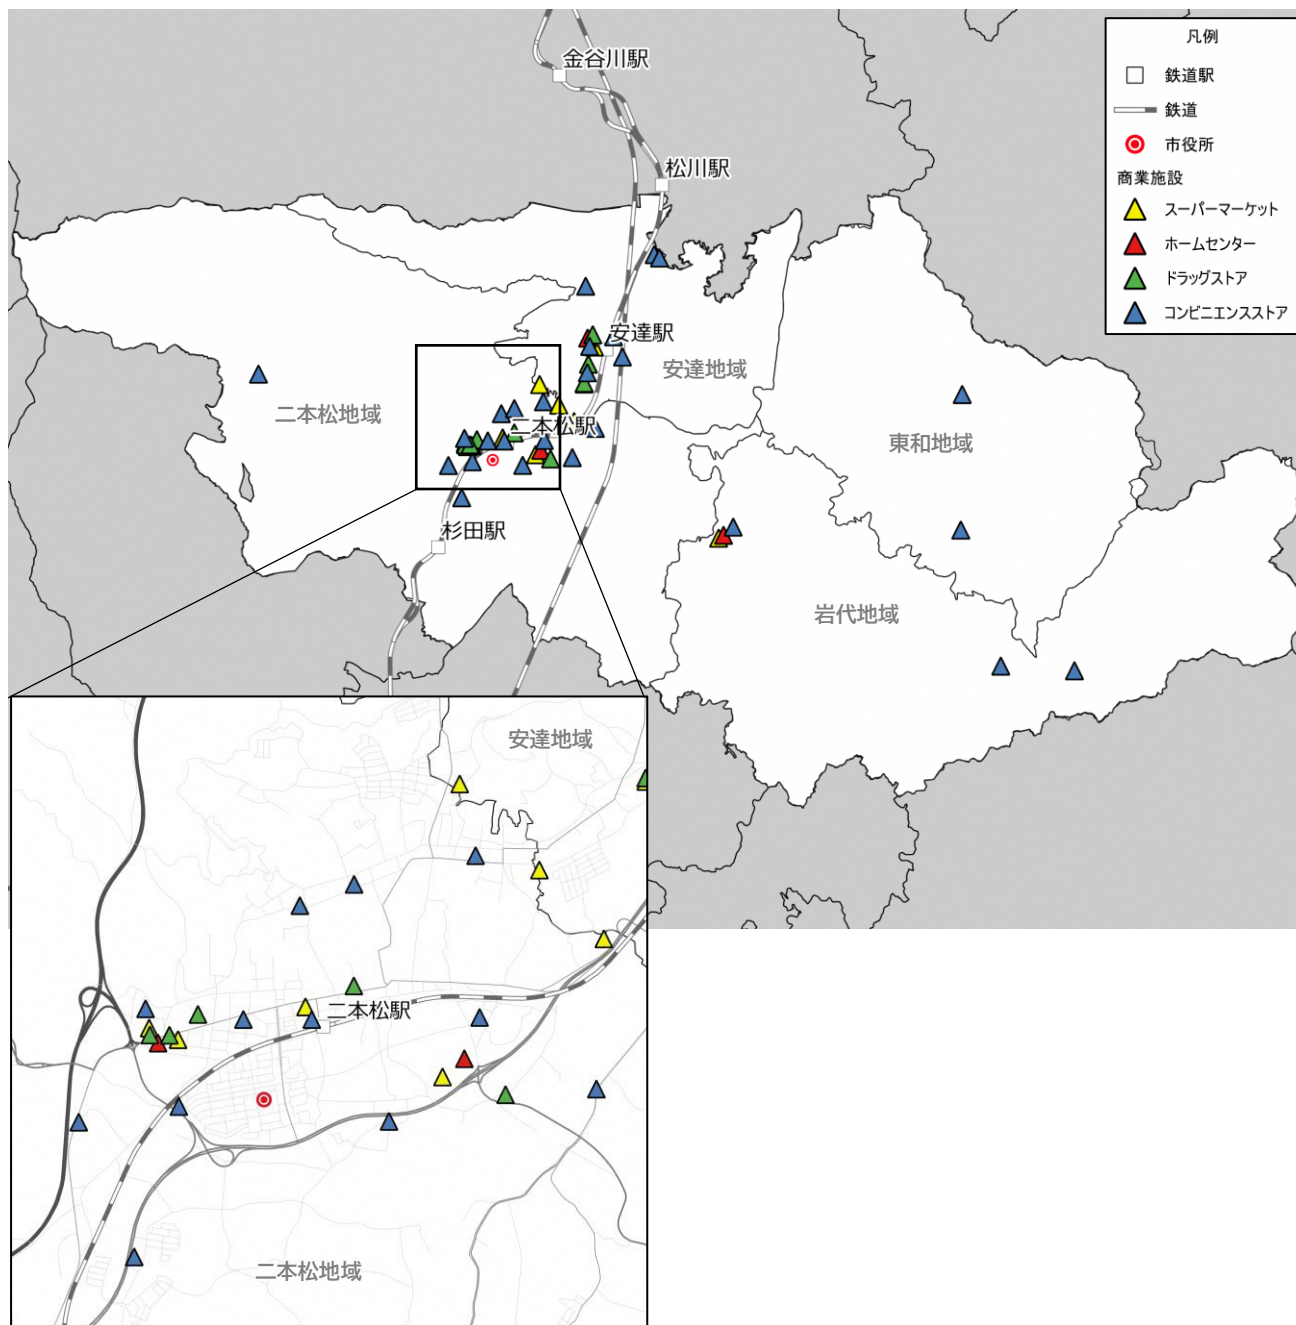 金谷川駅
松川駅
凡例
鉄道駅
鉄道
市役所
商業施設
スーパーマーケット
ホームセンター
ドラッグストア
コンビニエンスストア
安達駅
安達地域
二本松地域
二本松駅
東和地域
杉田駅
岩代地域
安達地域
二本松駅
二本松地域